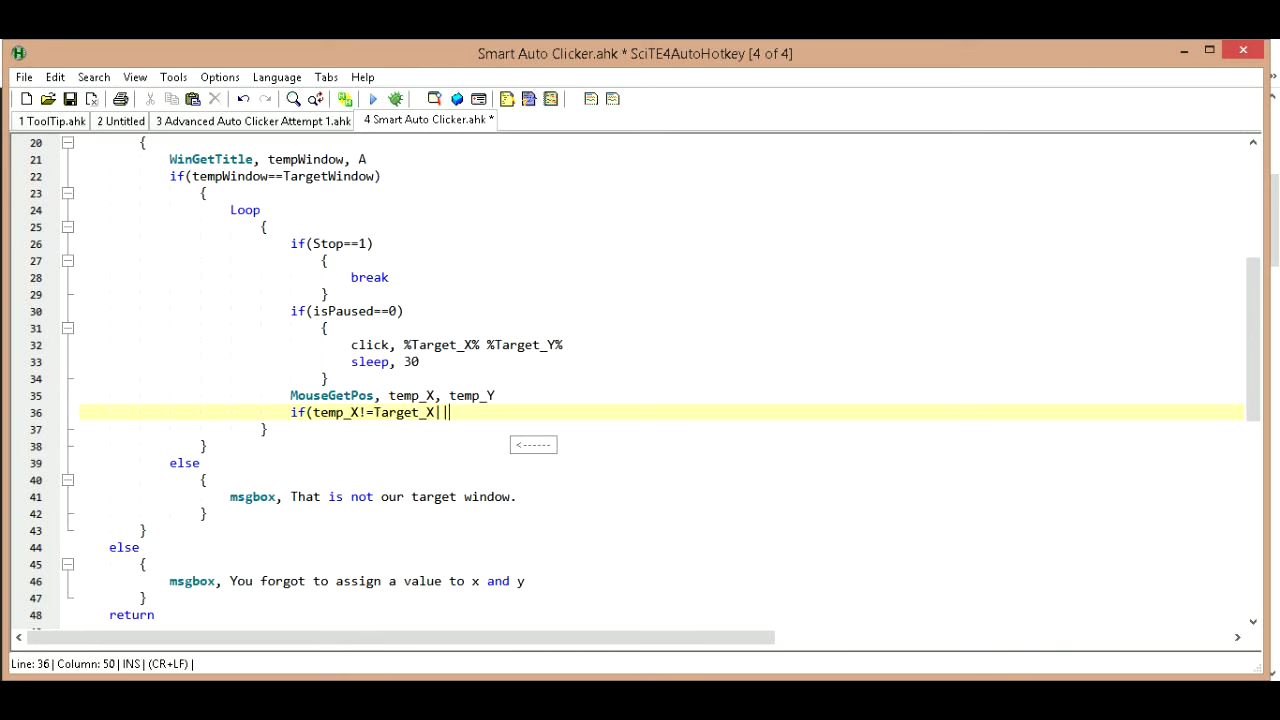 Smart Auto Clicker.ahk * SciTE4AutoHotkey [4 of 4]
File Edit Search View Tools Options Language Tabs Help
1 ToolTip.ahk 2 Untitled 3 Advanced Auto Clicker Attempt 1.ahk 4 Smart Auto Clicker.ahk *
20 {
21 WinGetTitle, tempWindow, A
22 if(tempWindow==TargetWindow)
23 {
24 Loop
25 {
26 if(Stop==1)
27 {
28 break
29 }
30 if(isPaused==0)
31 {
32 click, %Target_X% %Target_Y%
33 sleep, 30
34 }
35 MouseGetPos, temp_X, temp_Y
36 if(temp_X!=Target_X||
37 }
<------
38 }
39 else
40 {
41 msgbox, That is not our target window.
42 }
43 }
44 else
45 {
46 msgbox, You forgot to assign a value to x and y
47 }
48 return
Line: 36 | Column: 50 | INS | (CR+LF) |